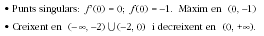 • Punts singulars: f'(0) = 0; f(0) = –1. Màxim en (0, –1)
• Creixent en (–∞, –2) ∪ (–2, 0) i decreixent en (0, +∞).